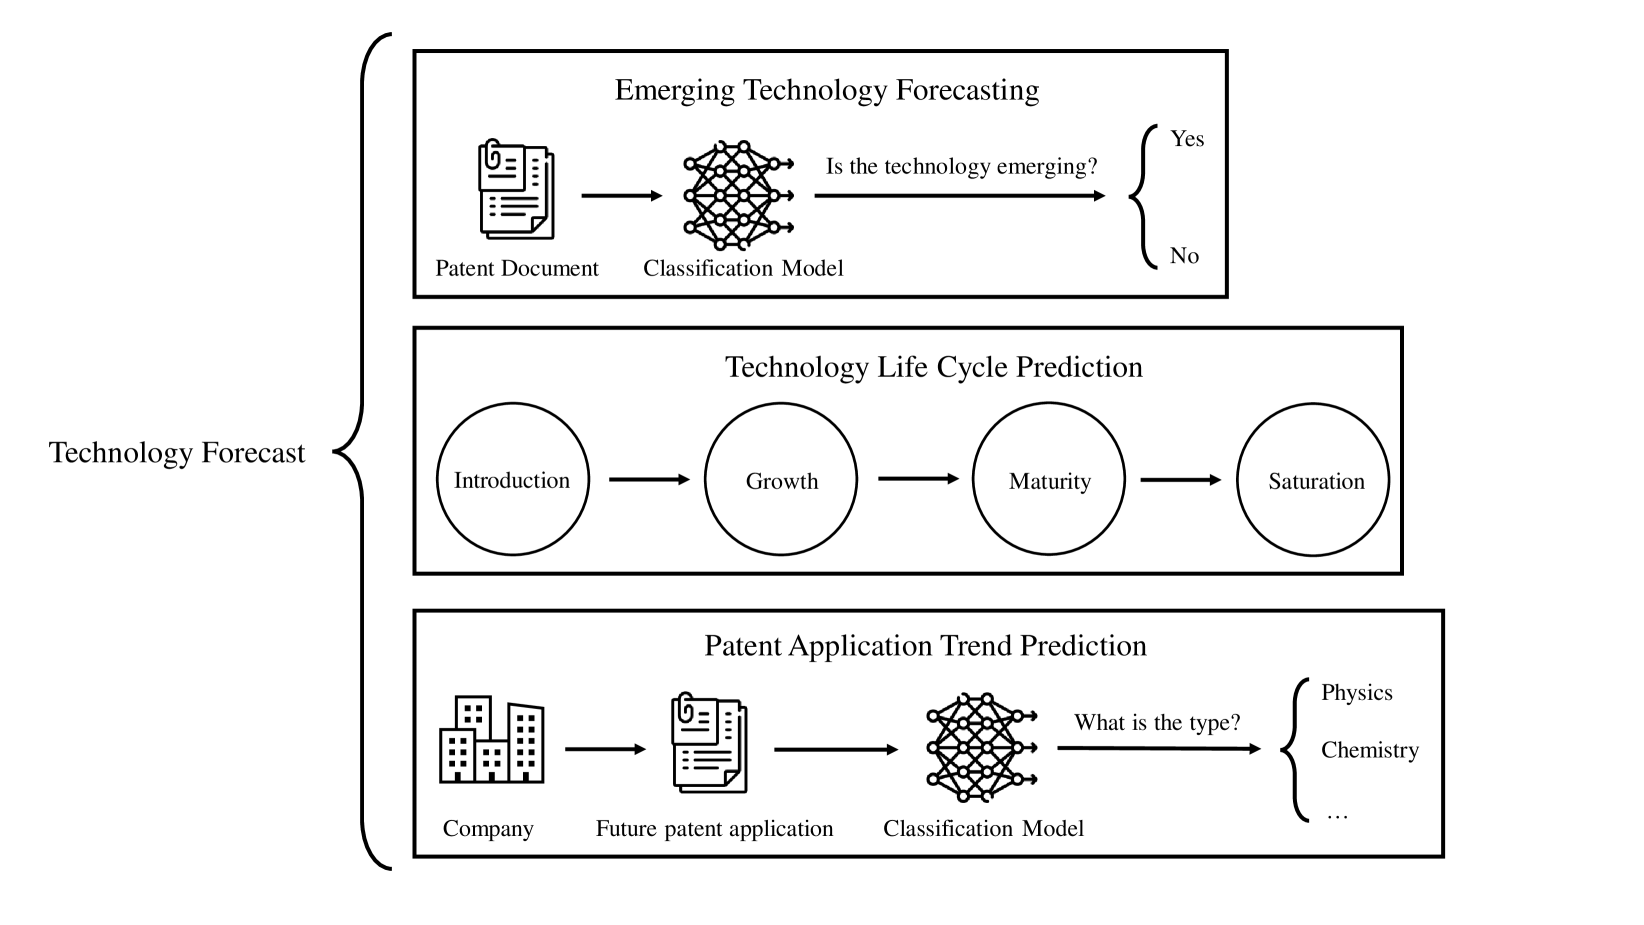 Technology Forecast
Emerging Technology Forecasting
Is the technology emerging?
Yes
No
Patent Document
Classification Model
Technology Life Cycle Prediction
Introduction
Growth
Maturity
Saturation
Patent Application Trend Prediction
What is the type?
Physics
Chemistry
...
Company
Future patent application
Classification Model